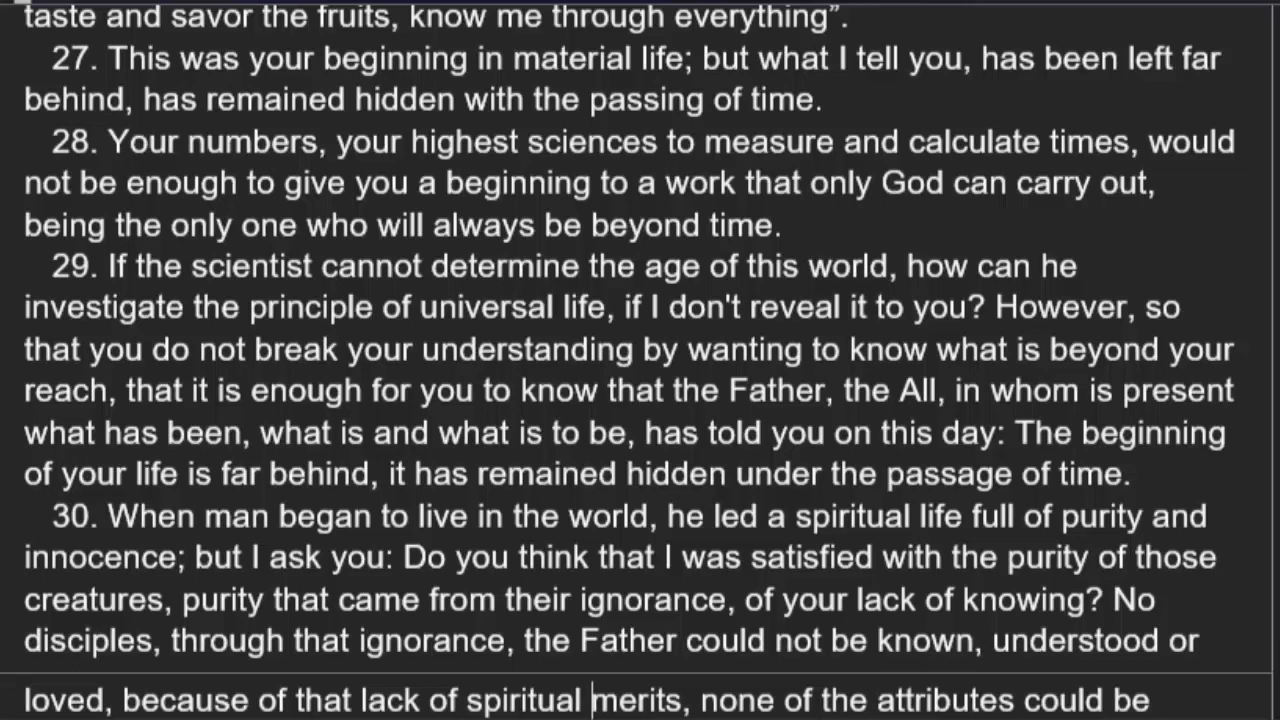 taste and savor the fruits, know me through everything”.
27. This was your beginning in material life; but what I tell you, has been left far
behind, has remained hidden with the passing of time.
28. Your numbers, your highest sciences to measure and calculate times, would
not be enough to give you a beginning to a work that only God can carry out,
being the only one who will always be beyond time.
29. If the scientist cannot determine the age of this world, how can he
investigate the principle of universal life, if I don't reveal it to you? However, so
that you do not break your understanding by wanting to know what is beyond your
reach, that it is enough for you to know that the Father, the All, in whom is present
what has been, what is and what is to be, has told you on this day: The beginning
of your life is far behind, it has remained hidden under the passage of time.
30. When man began to live in the world, he led a spiritual life full of purity and
innocence; but I ask you: Do you think that I was satisfied with the purity of those
creatures, purity that came from their ignorance, of your lack of knowing? No
disciples, through that ignorance, the Father could not be known, understood or
loved, because of that lack of spiritual merits, none of the attributes could be